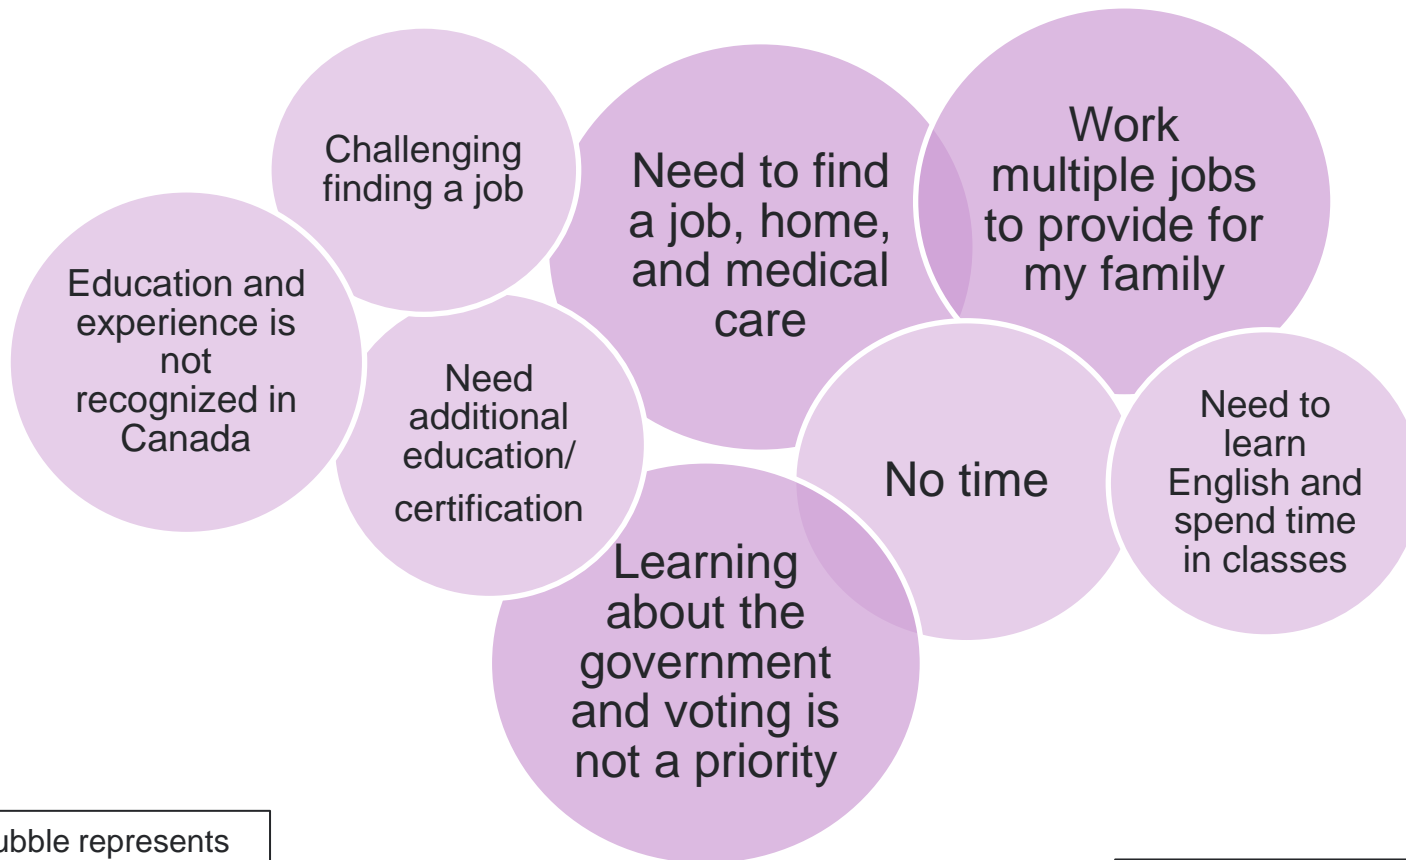 Challenging
finding a job
Education and
experience is
not
recognized in
Canada
Need
additional
education/
certification
Need to find
a job, home,
and medical
care
Work
multiple jobs
to provide for
my family
No time
Need to
learn
English and
spend time
in classes
Learning
about the
government
and voting is
not a priority
represents